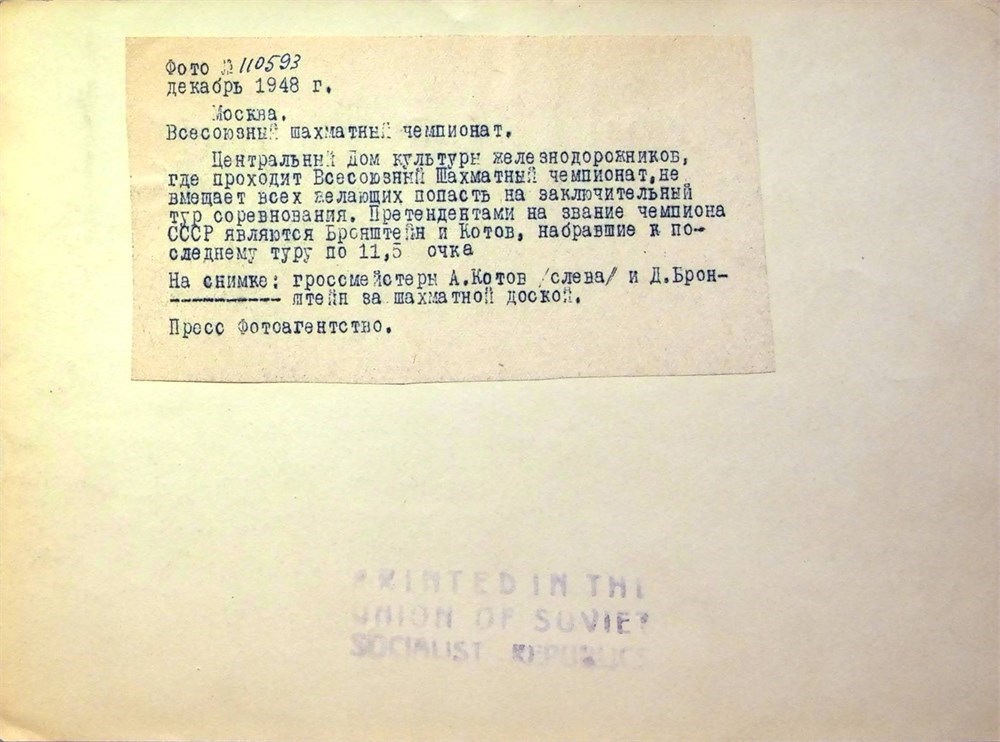 Фото № 110593
декабрь 1948 г.
Москва.
Всесоюзный шахматный чемпионат.
Центральный Дом культуры железнодорожников,
где проходит Всесоюзный Шахматный чемпионат,не
вмещает всех желающих попасть на заключительный
тур соревнования. Претендентами на звание чемпиона
СССР являются Бронштейн и Котов, набравшие к по-
следнему туру по 11,5 очка
На снимке: гроссмейстеры А.Котов /слева/ и Д.Брон-
штейн за шахматной доской.
Пресс Фотоагентство.
PRINTED IN THE
UNION OF SOVIET
SOCIALIST REPUBLICS